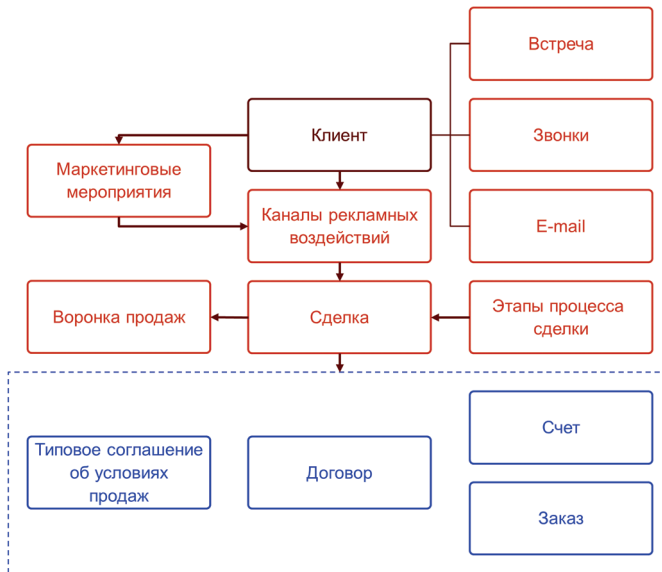 Встреча
Клиент
Звонки
Маркетинговые
мероприятия
Каналы рекламных
воздействий
E-mail
Воронка продаж
Сделка
Этапы процесса
сделки
Типовое соглашение
об условиях
продаж
Договор
Счет
Заказ